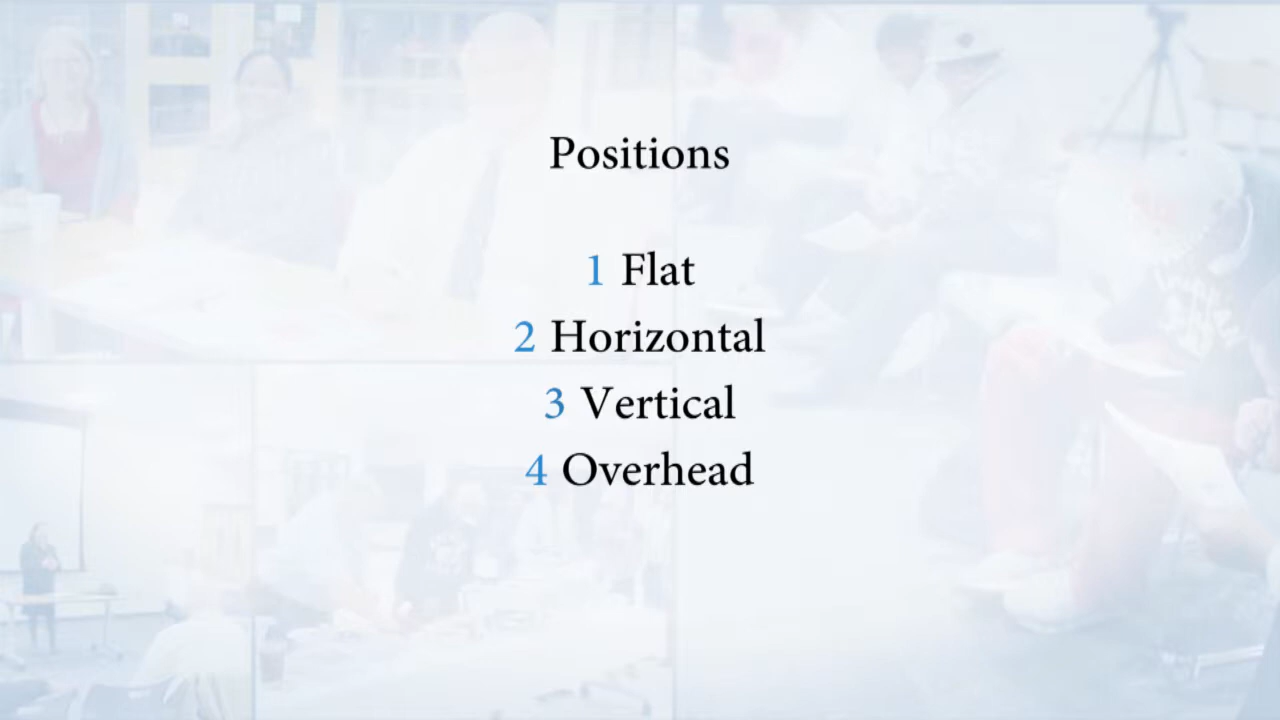 Positions
1 Flat
2 Horizontal
3 Vertical
4 Overhead